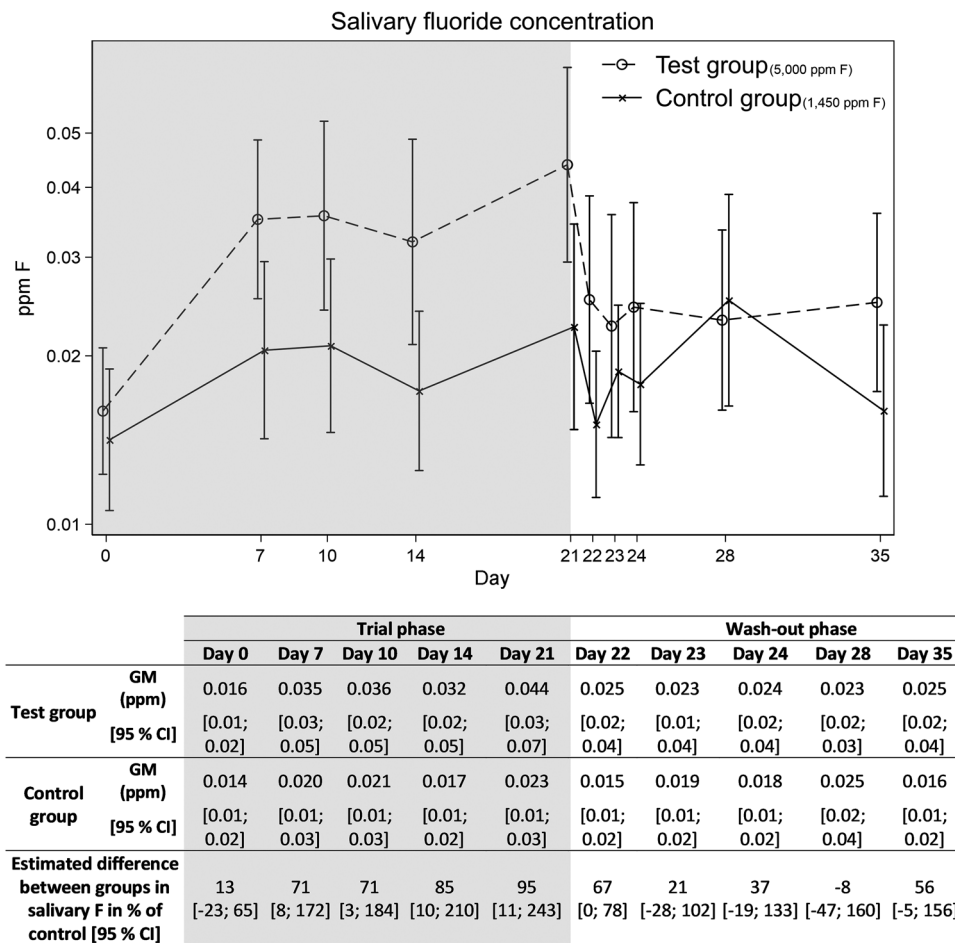 Salivary fluoride concentration
Test group(5,000 ppm F)
Control group(1,450 ppm F)
0.05
0.04
0.03
0.02
0.01
ppm F
0 7 10 14 21 22 23 24 28 35
Day
Trial phase Wash-out phase
Day 0 Day 7 Day 10 Day 14 Day 21 Day 22 Day 23 Day 24 Day 28 Day 35
Test group
GM
(ppm)
0.016 0.035 0.036 0.032 0.044 0.025 0.023 0.024 0.023 0.025
[95 % CI]
[0.01; [0.03; [0.02; [0.02; [0.03; [0.02; [0.01; [0.02; [0.02; [0.02;
0.02] 0.05] 0.05] 0.05] 0.07] 0.04] 0.04] 0.04] 0.03] 0.04]
Control
group
GM
(ppm)
0.014 0.020 0.021 0.017 0.023 0.015 0.019 0.018 0.025 0.016
[95 % CI]
[0.01; [0.01; [0.01; [0.01; [0.01; [0.01; [0.01; [0.01; [0.02; [0.01;
0.02] 0.03] 0.03] 0.02] 0.03] 0.02] 0.02] 0.02] 0.04] 0.02]
Estimated difference
between groups in
salivary F in % of
control [95 % CI]
13 71 71 85 95 67 21 37 -8 56
[-23; 65] [8; 172] [3; 184] [10; 210] [11; 243] [0; 78] [-28; 102] [-19; 133] [-47; 160] [-5; 156]